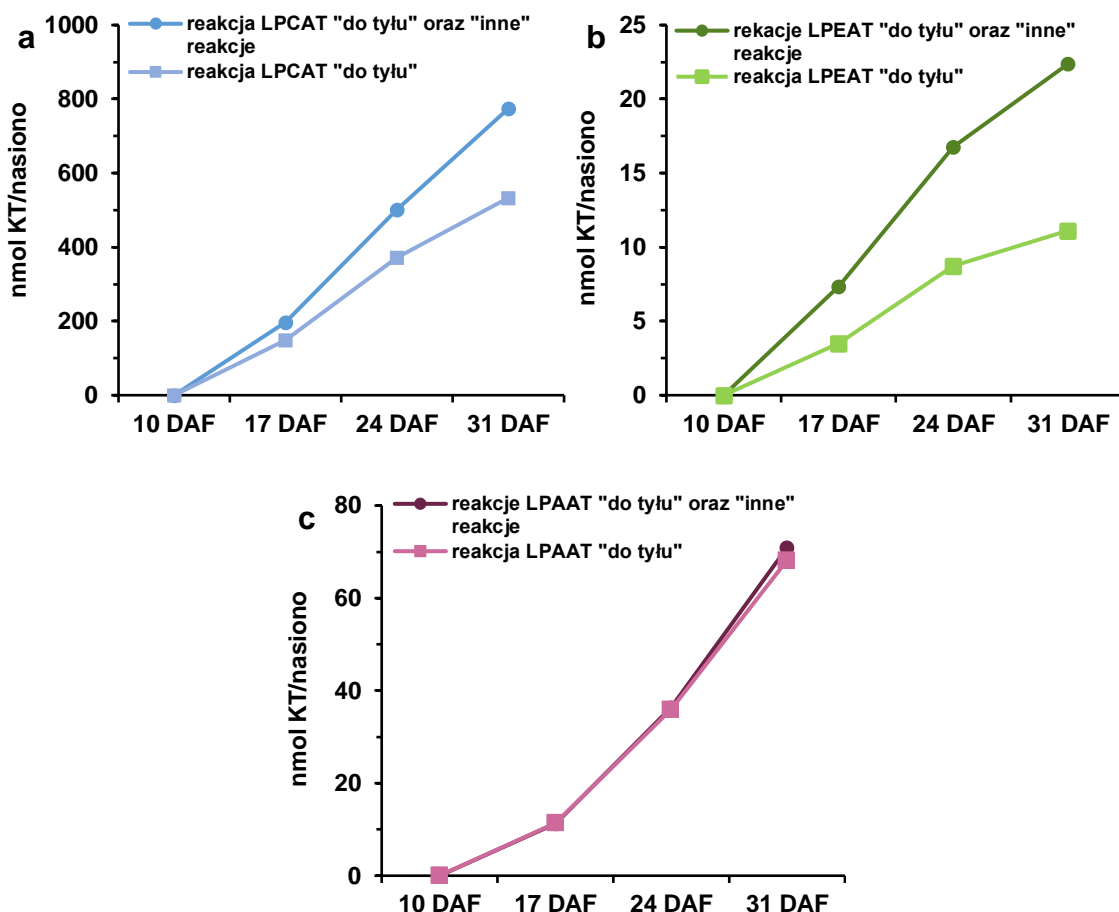 a
reakcja LPCAT "do tyłu" oraz "inne"
reakcje
reakcja LPCAT "do tyłu"
nmol KT/nasiono
1000
800
600
400
200
0
10 DAF 17 DAF 24 DAF 31 DAF
b
rekacje LPEAT "do tyłu" oraz "inne"
reakcje
reakcja LPEAT "do tyłu"
nmol KT/nasiono
25
20
15
10
5
0
10 DAF 17 DAF 24 DAF 31 DAF
c
reakcje LPAAT "do tyłu" oraz "inne"
reakcje
reakcja LPAAT "do tyłu"
nmol KT/nasiono
80
60
40
20
0
10 DAF 17 DAF 24 DAF 31 DAF